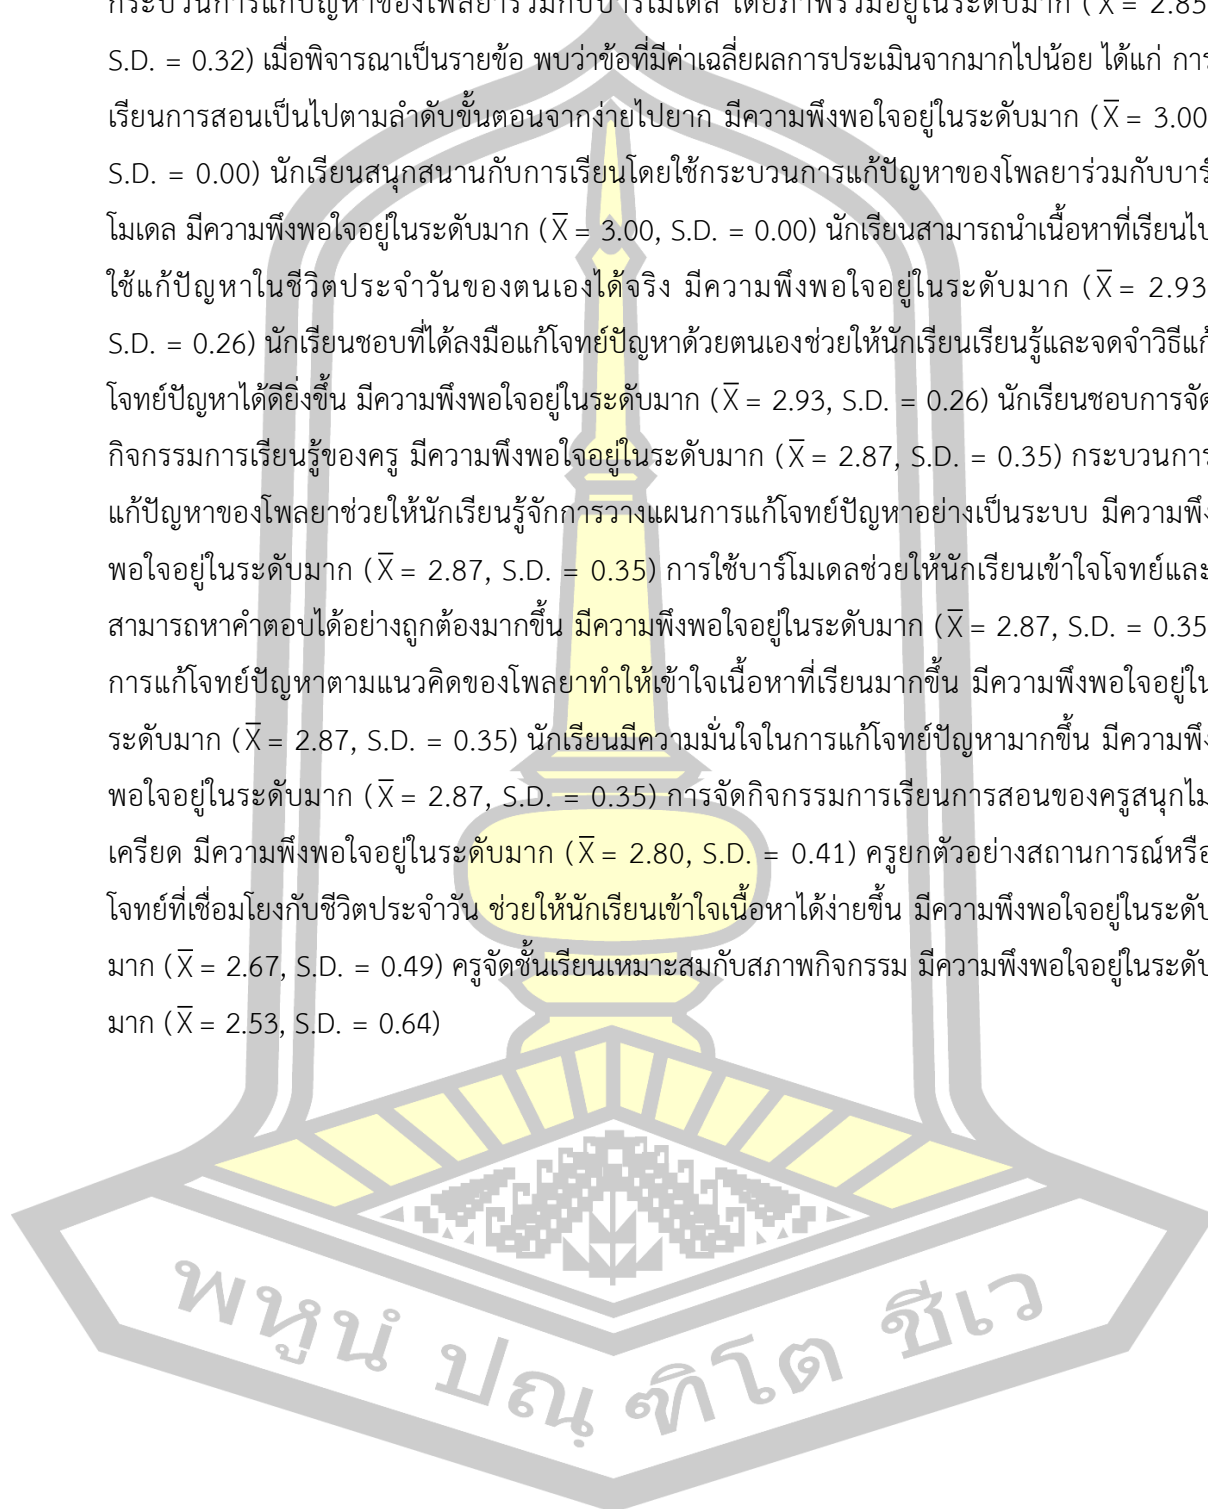 กระบวนการแก้ปัญหาของโพลยาร่วมกับบาร์โมเดล โดยภาพรวมอยู่ในระดับมาก (X̅ = 2.85
S.D. = 0.32) เมื่อพิจารณาเป็นรายข้อ พบว่าข้อที่มีค่าเฉลี่ยผลการประเมินจากมากไปน้อย ได้แก่ การ
เรียนการสอนเป็นไปตามลำดับขั้นตอนจากง่ายไปยาก มีความพึงพอใจอยู่ในระดับมาก (X̅ = 3.00
S.D. = 0.00) นักเรียนสนุกสนานกับการเรียนโดยใช้กระบวนการแก้ปัญหาของโพลยาร่วมกับบาร์
โมเดล มีความพึงพอใจอยู่ในระดับมาก (X̅ = 3.00, S.D. = 0.00) นักเรียนสามารถนำเนื้อหาที่เรียนไป
ใช้แก้ปัญหาในชีวิตประจำวันของตนเองได้จริง มีความพึงพอใจอยู่ในระดับมาก (X̅ = 2.93
S.D. = 0.26) นักเรียนชอบที่ได้ลงมือแก้โจทย์ปัญหาด้วยตนเองช่วยให้นักเรียนเรียนรู้และจดจำวิธีแก้
โจทย์ปัญหาได้ดียิ่งขึ้น มีความพึงพอใจอยู่ในระดับมาก (X̅ = 2.93, S.D. = 0.26) นักเรียนชอบการจัด
กิจกรรมการเรียนรู้ของครู มีความพึงพอใจอยู่ในระดับมาก (X̅ = 2.87, S.D. = 0.35) กระบวนการ
แก้ปัญหาของโพลยาช่วยให้นักเรียนรู้จักการวางแผนการแก้โจทย์ปัญหาอย่างเป็นระบบ มีความพึง
พอใจอยู่ในระดับมาก (X̅ = 2.87, S.D. = 0.35) การใช้บาร์โมเดลช่วยให้นักเรียนเข้าใจโจทย์และ
สามารถหาคำตอบได้อย่างถูกต้องมากขึ้น มีความพึงพอใจอยู่ในระดับมาก (X̅ = 2.87, S.D. = 0.35
การแก้โจทย์ปัญหาตามแนวคิดของโพลยาทำให้เข้าใจเนื้อหาที่เรียนมากขึ้น มีความพึงพอใจอยู่ใน
ระดับมาก (X̅ = 2.87, S.D. = 0.35) นักเรียนมีความมั่นใจในการแก้โจทย์ปัญหามากขึ้น มีความพึง
พอใจอยู่ในระดับมาก (X̅ = 2.87, S.D. = 0.35) การจัดกิจกรรมการเรียนการสอนของครูสนุกไม่
เครียด มีความพึงพอใจอยู่ในระดับมาก (X̅ = 2.80, S.D. = 0.41) ครูยกตัวอย่างสถานการณ์หรือ
โจทย์ที่เชื่อมโยงกับชีวิตประจำวัน ช่วยให้นักเรียนเข้าใจเนื้อหาได้ง่ายขึ้น มีความพึงพอใจอยู่ในระดับ
มาก (X̅ = 2.67, S.D. = 0.49) ครูจัดชั้นเรียนเหมาะสมกับสภาพกิจกรรม มีความพึงพอใจอยู่ในระดับ
มาก (X̅ = 2.53, S.D. = 0.64)
พหูนํ ปณฺฑิโต ชีเว